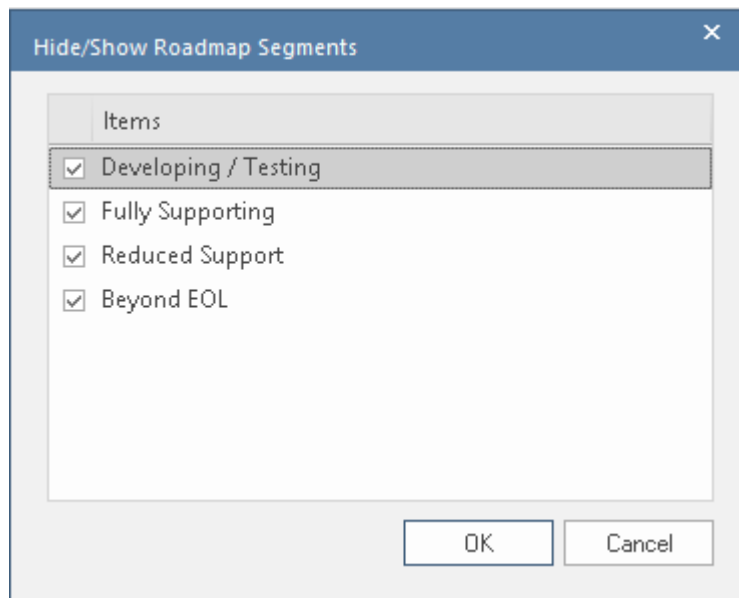 Hide/Show Roadmap Segments
Items
Developing / Testing
Fully Supporting
Reduced Support
Beyond EOL
OK Cancel